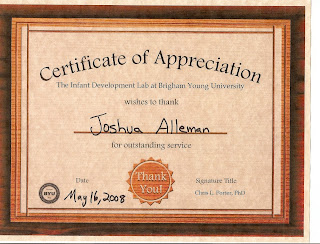 Certificate of Appreciation
The Infant Development Lab at Brigham Young University
wishes to thank
Joshua Alleman
for outstanding service
Thank
You!
Date
Signature Title
BYU
May 16, 2008
Chris L. Porter, PhD